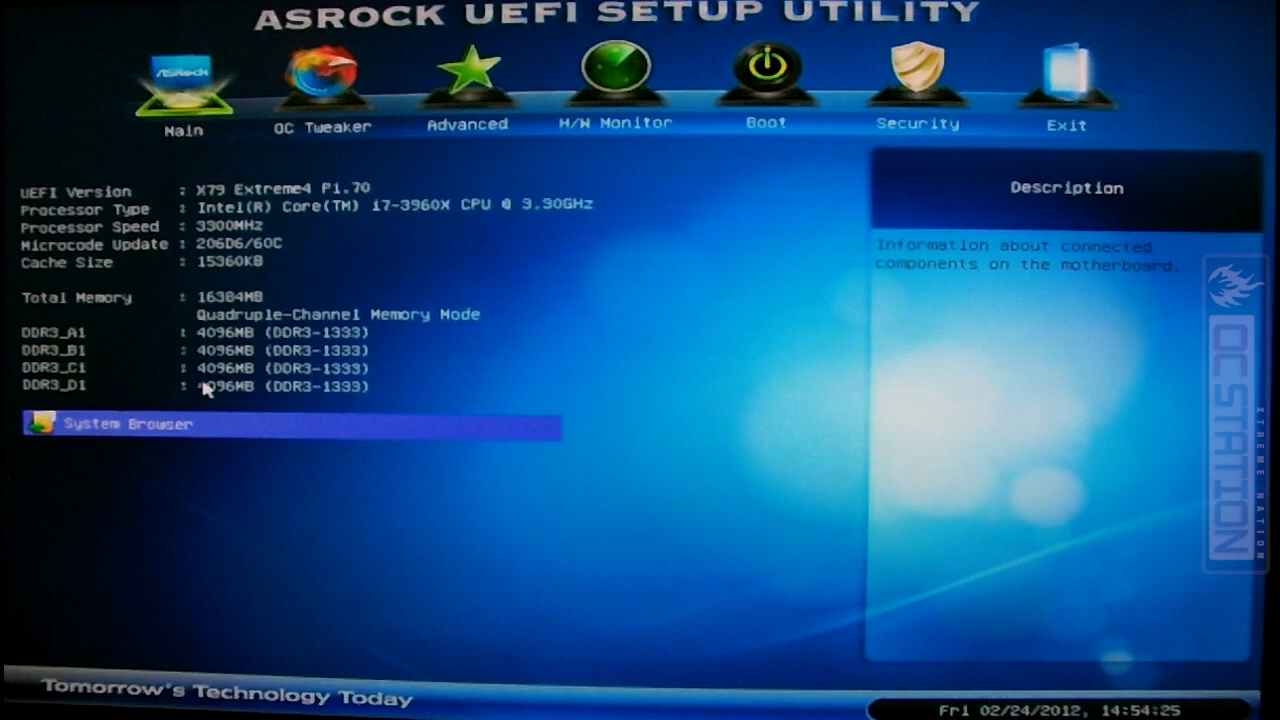 ASROCK UEFI SETUP UTILITY
ASRock
Main OC Tweaker Advanced H/W Monitor Boot Security Exit
UEFI Version : X79 Extreme4 P1.70
Processor Type : Intel(R) Core(TM) i7-3960X CPU @ 3.30GHz
Processor Speed : 3300MHz
Microcode Update : 206D6/60C
Cache Size : 15360KB
Total Memory : 16384MB
Quadruple-Channel Memory Mode
DDR3_A1 : 4096MB (DDR3-1333)
DDR3_B1 : 4096MB (DDR3-1333)
DDR3_C1 : 4096MB (DDR3-1333)
DDR3_D1 : 4096MB (DDR3-1333)
System Browser
Description
Information about connected
components on the motherboard.
OCSTATION
XTREME NATION
Tomorrow's Technology Today
Fri 02/24/2012, 14:54:25